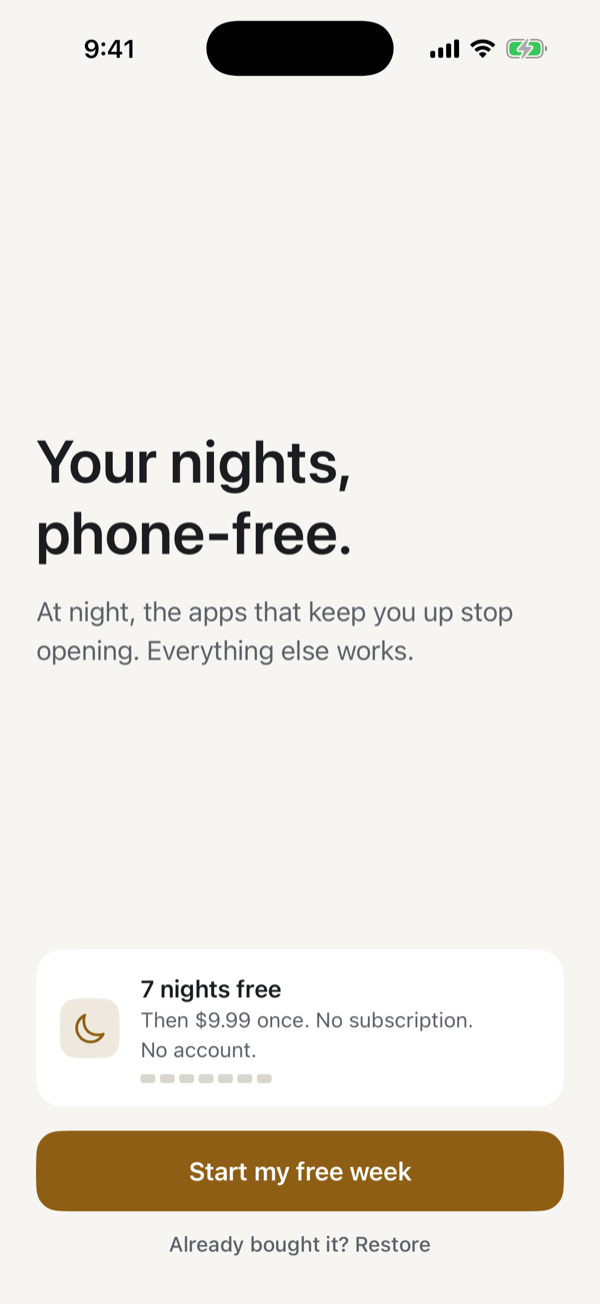 9:41
Your nights,
phone-free.
At night, the apps that keep you up stop
opening. Everything else works.
7 nights free
Then $9.99 once. No subscription.
No account.
Start my free week
Already bought it? Restore